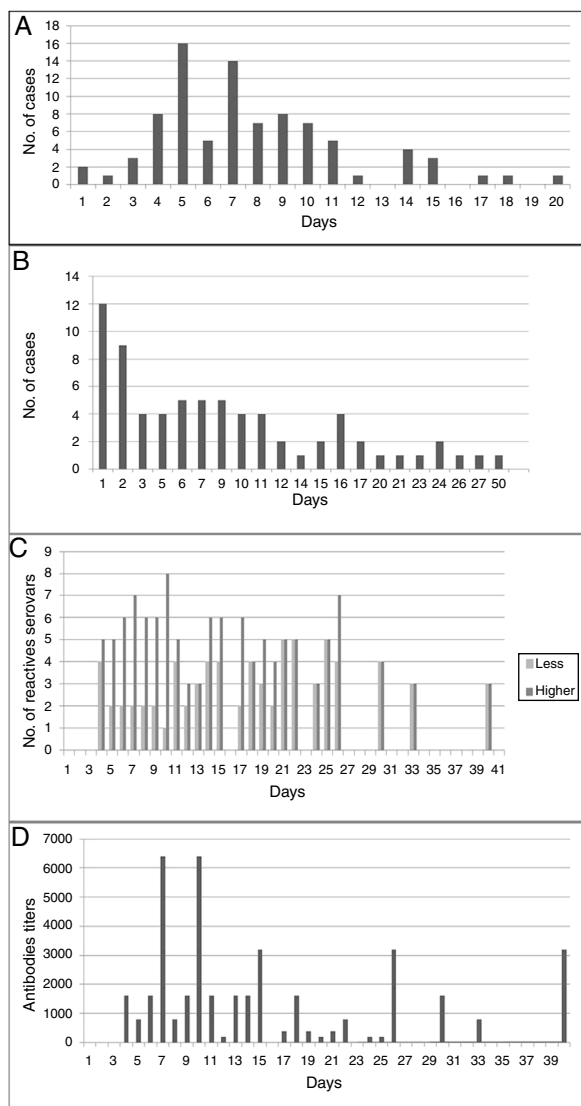 A
No. of cases
18
16
14
12
10
8
6
4
2
0
1 2 3 4 5 6 7 8 9 10 11 12 13 14 15 16 17 18 19 20
Days
B
No. of cases
14
12
10
8
6
4
2
0
1 2 3 5 6 7 9 10 11 12 14 15 16 17 20 21 23 24 26 27 50
Days
C
No. of reactives serovars
9
8
7
6
5
4
3
2
1
0
1 3 5 7 9 11 13 15 17 19 21 23 25 27 29 31 33 35 37 39 41
Days
Less
Higher
D
Antibodies titers
7000
6000
5000
4000
3000
2000
1000
0
1 3 5 7 9 11 13 15 17 19 21 23 25 27 29 31 33 35 37 39
Days